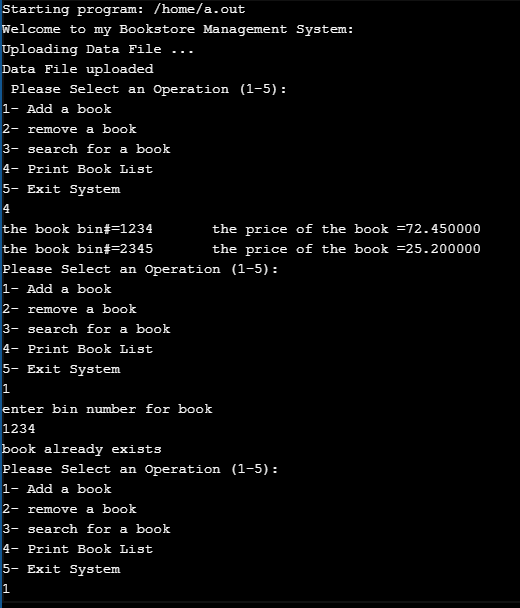 Starting program: /home/a.out
Welcome to my Bookstore Management System:
Uploading Data File ...
Data File uploaded
 Please Select an Operation (1-5):
1- Add a book
2- remove a book
3- search for a book
4- Print Book List
5- Exit System
4
the book bin#=1234       the price of the book =72.450000
the book bin#=2345       the price of the book =25.200000
Please Select an Operation (1-5):
1- Add a book
2- remove a book
3- search for a book
4- Print Book List
5- Exit System
1
enter bin number for book
1234
book already exists
Please Select an Operation (1-5):
1- Add a book
2- remove a book
3- search for a book
4- Print Book List
5- Exit System
1